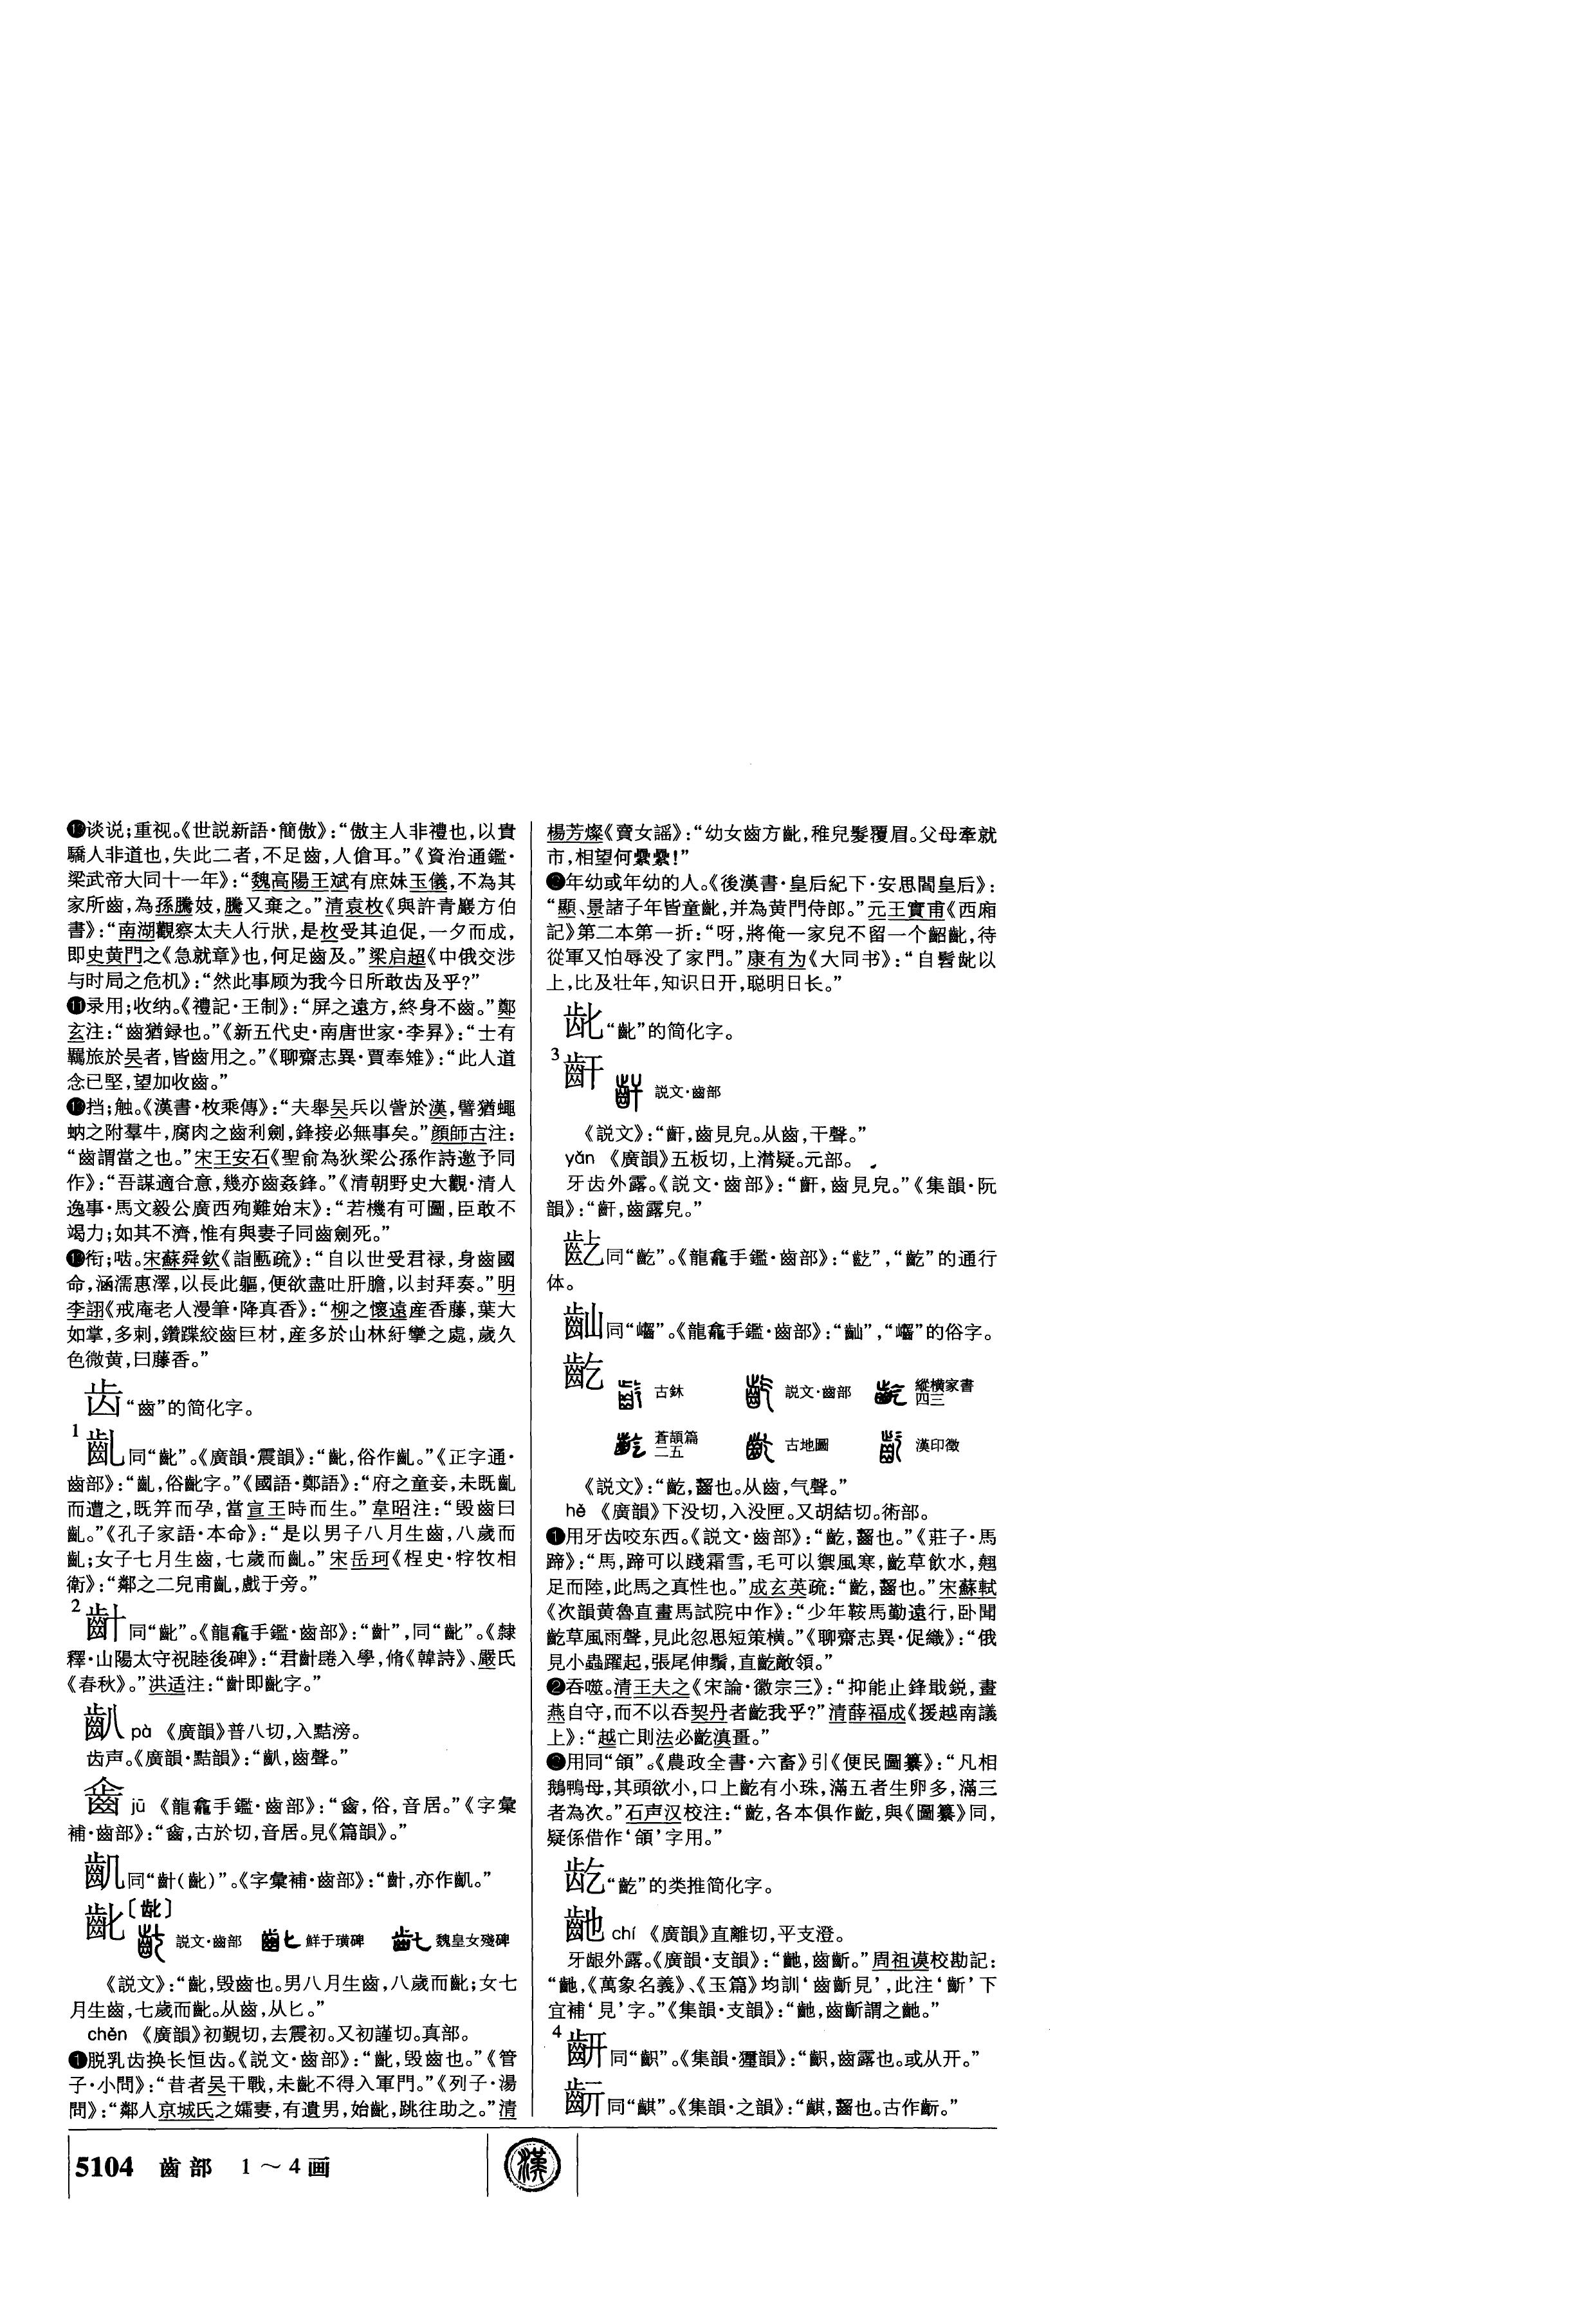 ❿谈说;重视。《世説新語·簡傲》:“傲主人非禮也,以貴
驕人非道也,失此二者,不足齒,人傖耳。”《資治通鑑·
梁武帝大同十一年》:“魏高陽王斌有庶妹玉儀,不為其
家所齒,為孫騰妓,騰又棄之。”清袁枚《與許青巖方伯
書》:“南湖觀察太夫人行狀,是枚受其迫促,一夕而成,
即史黄門之《急就章》也,何足齒及。”梁启超《中俄交涉
与时局之危机》:“然此事顾为我今日所敢齿及乎?”
⓫录用;收纳。《禮記·王制》:“屏之遠方,終身不齒。”鄭
玄注:“齒猶録也。”《新五代史·南唐世家·李昪》:“士有
羈旅於吴者,皆齒用之。”《聊齋志異·賈奉雉》:“此人道
念已堅,望加收齒。”
⓬挡;触。《漢書·枚乘傳》:“夫舉吴兵以訾於漢,譬猶蠅
蚋之附羣牛,腐肉之齒利劍,鋒接必無事矣。”顔師古注:
“齒謂當之也。”宋王安石《聖俞為狄梁公孫作詩邀予同
作》:“吾謀適合意,幾亦齒姦鋒。”《清朝野史大觀·清人
逸事·馬文毅公廣西殉難始末》:“若機有可圖,臣敢不
竭力;如其不濟,惟有與妻子同齒劍死。”
⓭衔;啮。宋蘇舜欽《詣匭疏》:“自以世受君禄,身齒國
命,涵濡惠澤,以長此軀,便欲盡吐肝膽,以封拜奏。”明
李詡《戒庵老人漫筆·降真香》:“柳之懷遠産香藤,葉大
如掌,多刺,鑽蹀絞齒巨材,産多於山林紆攣之處,歲久
色微黄,曰藤香。”
齿“齒”的简化字。
1
齓同“齔”。《廣韻·震韻》:“齔,俗作齓。”《正字通·
齒部》:“齓,俗齔字。”《國語·鄭語》:“府之童妾,未既齓
而遭之,既笄而孕,當宣王時而生。”韋昭注:“毁齒曰
齓。”《孔子家語·本命》:“是以男子八月生齒,八歲而
齓;女子七月生齒,七歲而齓。”宋岳珂《桯史·牸牧相
衛》:“鄰之二兒甫齓,戲于旁。”
2
𪗗同“齔”。《龍龕手鑑·齒部》:“𪗗”,同“齔”。《隸
釋·山陽太守祝睦後碑》:“君𪗗踡入學,脩《韓詩》、嚴氏
《春秋》。”洪适注:“𪗗即齔字。”
𪗖 pà 《廣韻》普八切,入黠滂。
齿声。《廣韻·黠韻》:“𪗖,齒聲。”
jū 《龍龕手鑑·齒部》:“,俗,音居。”《字彙
補·齒部》:“,古於切,音居。見《篇韻》。”
同“𪗗(齔)”。《字彙補·齒部》:“𪗗,亦作。”
齔〔龀〕
説文·齒部 鮮于璜碑 魏皇女殘碑
《説文》:“齔,毁齒也。男八月生齒,八歲而齔;女七
月生齒,七歲而齔。从齒,从匕。”
chěn 《廣韻》初覲切,去震初。又初謹切。真部。
❶脱乳齿换长恒齿。《説文·齒部》:“齔,毁齒也。”《管
子·小問》:“昔者吴干戰,未齔不得入軍門。”《列子·湯
問》:“鄰人京城氏之孀妻,有遺男,始齔,跳往助之。”清
楊芳燦《賣女謡》:“幼女齒方齔,稚兒髮覆眉。父母牽就
市,相望何纍纍!”
❷年幼或年幼的人。《後漢書·皇后紀下·安思閻皇后》:
“顯、景諸子年皆童齔,并為黄門侍郎。”元王實甫《西廂
記》第二本第一折:“呀,將俺一家兒不留一个齠齔,待
從軍又怕辱没了家門。”康有为《大同书》:“自髫龀以
上,比及壮年,知识日开,聪明日长。”
龀“齔”的简化字。
3
䶥 説文·齒部
《説文》:“䶥,齒見皃。从齒,干聲。”
yǎn 《廣韻》五板切,上潸疑。元部。
牙齿外露。《説文·齒部》:“䶥,齒見皃。”《集韻·阮
韻》:“䶥,齒露皃。”
同“齕”。《龍龕手鑑·齒部》:“”,“齕”的通行
体。
同“”。《龍龕手鑑·齒部》:“”,“”的俗字。
齕 古鉢 説文·齒部 縱横家書四三
蒼頡篇二五 古地圖 漢印徵
《説文》:“齕,齧也。从齒,气聲。”
hé 《廣韻》下没切,入没匣。又胡結切。術部。
❶用牙齿咬东西。《説文·齒部》:“齕,齧也。”《莊子·馬
蹄》:“馬,蹄可以踐霜雪,毛可以禦風寒,齕草飲水,翹
足而陸,此馬之真性也。”成玄英疏:“齕,齧也。”宋蘇軾
《次韻黄魯直畫馬試院中作》:“少年鞍馬勤遠行,卧聞
齕草風雨聲,見此忽思短策横。”《聊齋志異·促織》:“俄
見小蟲躍起,張尾伸鬚,直齕敵領。”
❷吞噬。清王夫之《宋論·徽宗三》:“抑能止鋒戢鋭,畫
燕自守,而不以吞契丹者齕我乎?”清薛福成《援越南議
上》:“越亡則法必齕滇畺。”
❸用同“頜”。《農政全書·六畜》引《便民圖纂》:“凡相
鵝鴨母,其頭欲小,口上齕有小珠,滿五者生卵多,滿三
者為次。”石声汉校注:“齕,各本俱作齕,與《圖纂》同,
疑係借作‘頜’字用。”
龁“齕”的类推简化字。
𪗪 chí 《廣韻》直離切,平支澄。
牙龈外露。《廣韻·支韻》:“𪗪,齒齗。”周祖谟校勘記:
“𪗪,《萬象名義》、《玉篇》均訓‘齒齗見’,此注‘齗’下
宜補‘見’字。”《集韻·支韻》:“𪗪,齒齗謂之𪗪。”
4
同“”。《集韻·獮韻》:“,齒露也。或从开。”
同“”。《集韻·之韻》:“,齧也。古作。”
5104 齒部 1～4画
漢